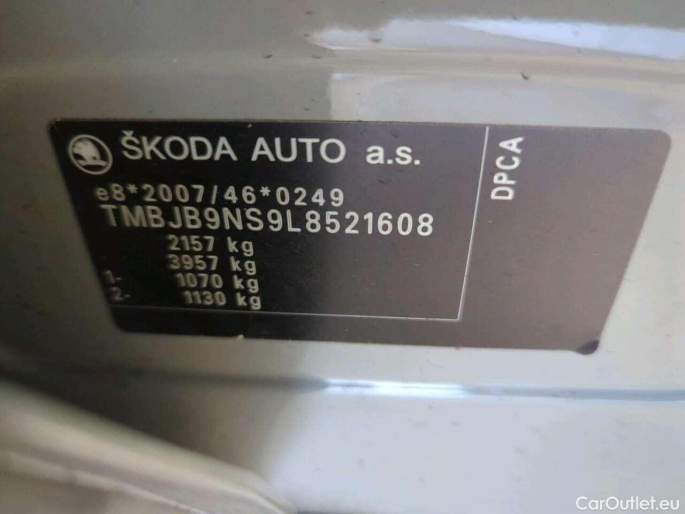 ŠKODA AUTO a.s.
e8*2007/46*0249
TMBJB9NS9L8521608
2157 kg
3957 kg
1- 1070 kg
2- 1130 kg
DPCA
CarOutlet.eu